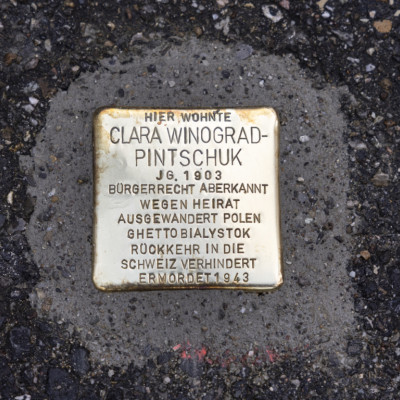 HIER WOHNTE
CLARA WINOGRAD-
PINTSCHUK
JG. 1903
BÜRGERRECHT ABERKANNT
WEGEN HEIRAT
AUSGEWANDERT POLEN
GHETTO BIALYSTOK
RÜCKKEHR IN DIE
SCHWEIZ VERHINDERT
ERMORDET 1943